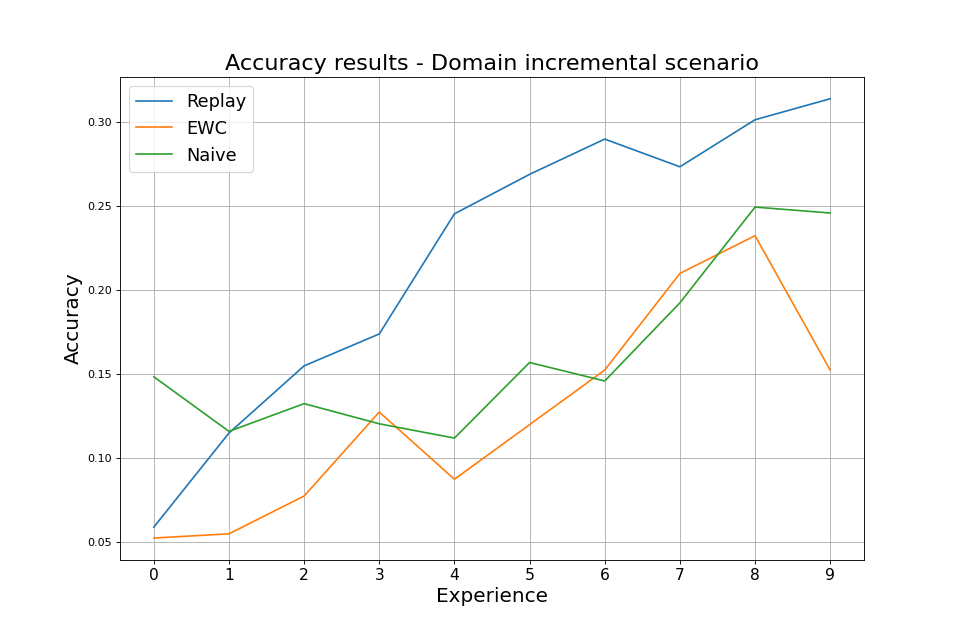 Accuracy results - Domain incremental scenario
Replay
EWC
Naive
0.30
0.25
0.20
0.15
0.10
0.05
Accuracy
0 1 2 3 4 5 6 7 8 9
Experience